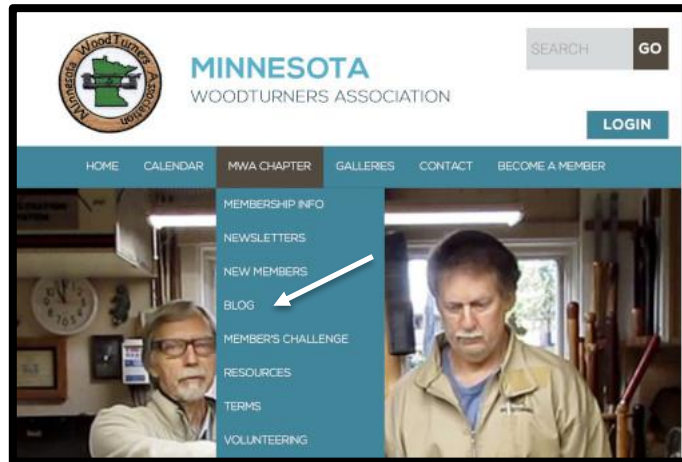 Minnesota WoodTurners Association
SEARCH
GO
MINNESOTA
WOODTURNERS ASSOCIATION
LOGIN
HOME
CALENDAR
MWA CHAPTER
GALLERIES
CONTACT
BECOME A MEMBER
MEMBERSHIP INFO
NEWSLETTERS
NEW MEMBERS
BLOG
MEMBER'S CHALLENGE
RESOURCES
TERMS
VOLUNTEERING